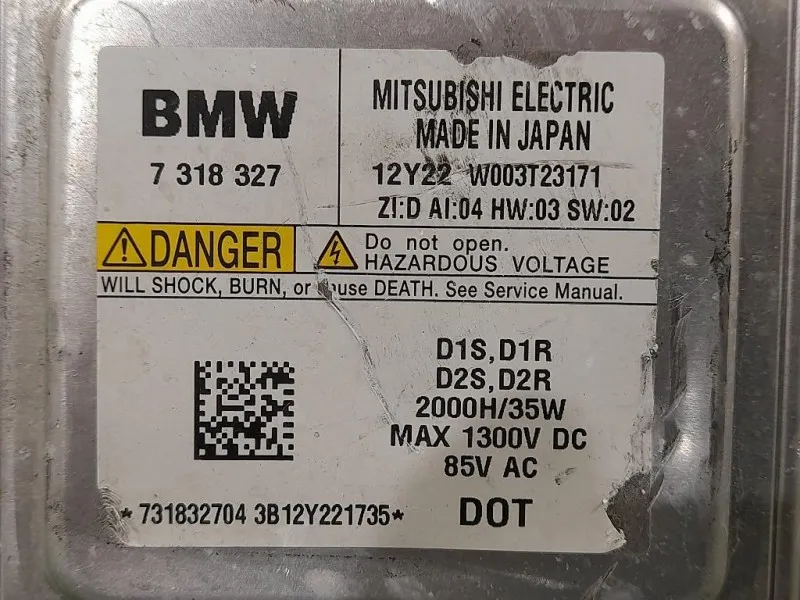 BMW
7 318 327
MITSUBISHI ELECTRIC
MADE IN JAPAN
12Y22 W003T23171
ZI:D AI:04 HW:03 SW:02
DANGER
Do not open.
HAZARDOUS VOLTAGE
WILL SHOCK, BURN, or DEATH. See Service Manual.
D1S,D1R
D2S,D2R
2000H/35W
MAX 1300V DC
85V AC
*731832704 3B12Y221735*
DOT